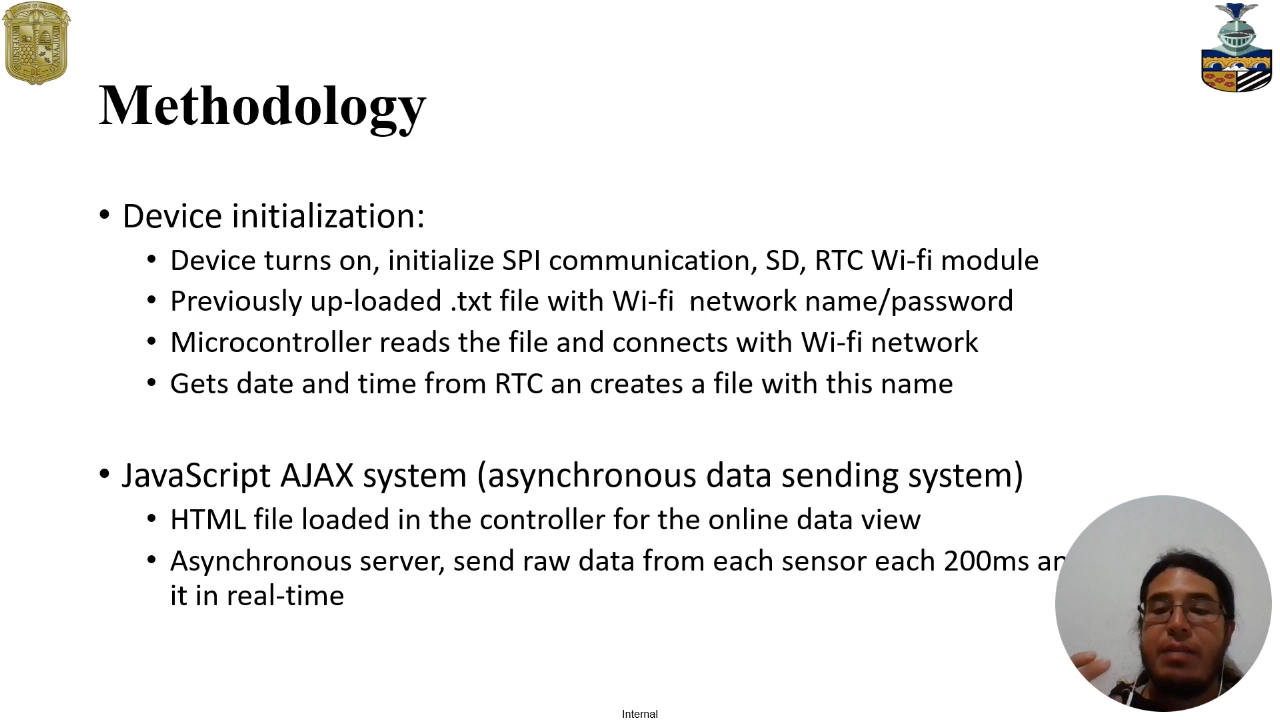 Methodology
• Device initialization:
• Device turns on, initialize SPI communication, SD, RTC Wi-fi module
• Previously up-loaded .txt file with Wi-fi  network name/password
• Microcontroller reads the file and connects with Wi-fi network
• Gets date and time from RTC an creates a file with this name
• JavaScript AJAX system (asynchronous data sending system)
• HTML file loaded in the controller for the online data view
• Asynchronous server, send raw data from each sensor each 200ms
it in real-time
Internal